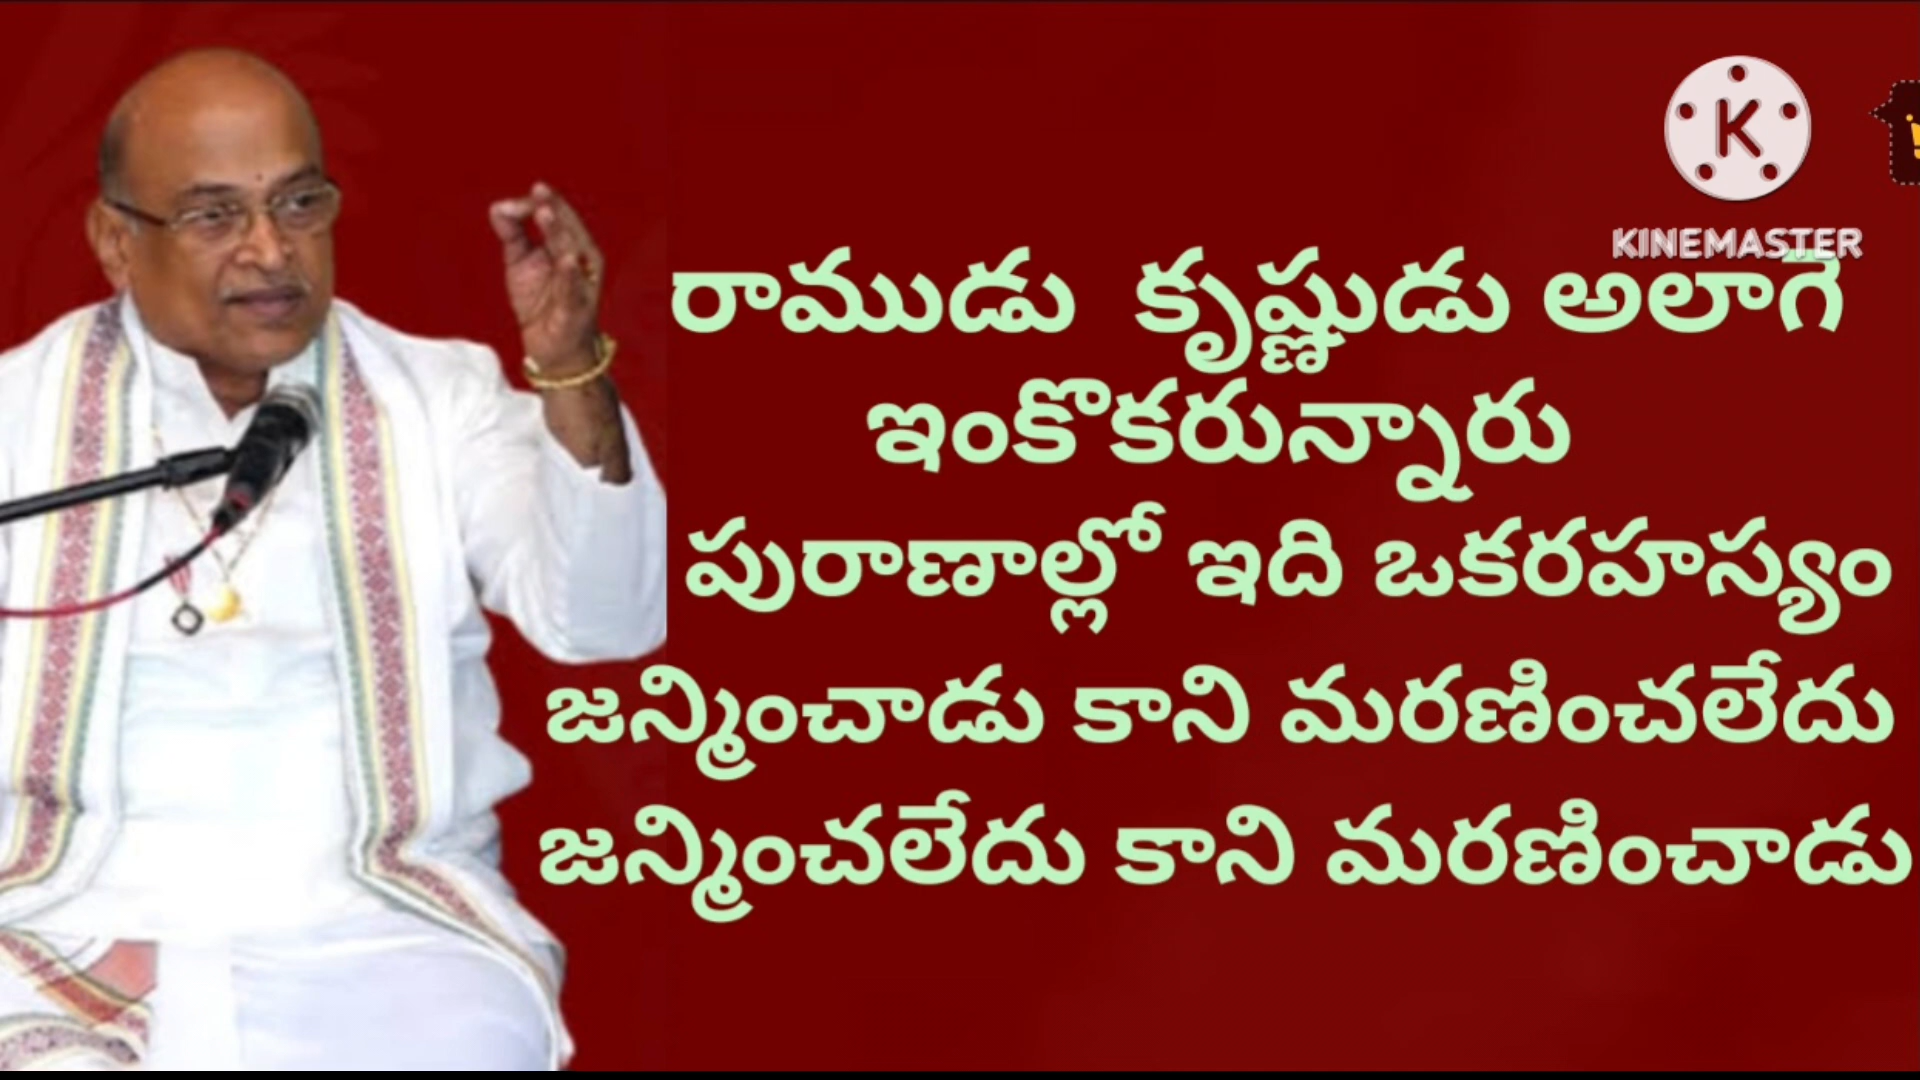 K
KINEMASTER
రాముడు కృష్ణుడు అలాగె
ఇంకొకరున్నారు
పురాణాల్లో ఇది ఒకరహస్యం
జన్మించాడు కాని మరణించలేదు
జన్మించలేదు కాని మరణించాడు